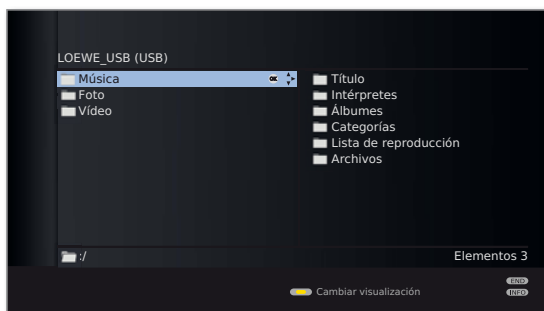 LOEWE_USB (USB)
Música OK
Foto
Vídeo
Título
Intérpretes
Álbumes
Categorías
Lista de reproducción
Archivos
:/
Elementos 3
Cambiar visualización
END
INFO